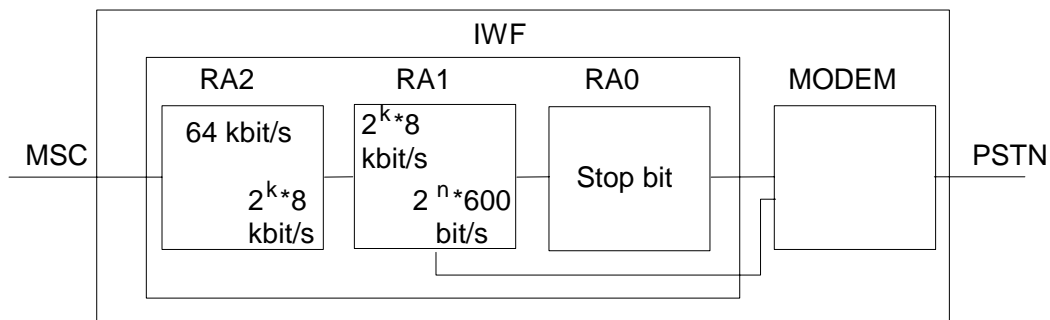 IWF
RA2 RA1 RA0 MODEM
MSC
64 kbit/s
2^k*8
kbit/s
2^k*8
kbit/s
2^n*600
bit/s
Stop bit
PSTN